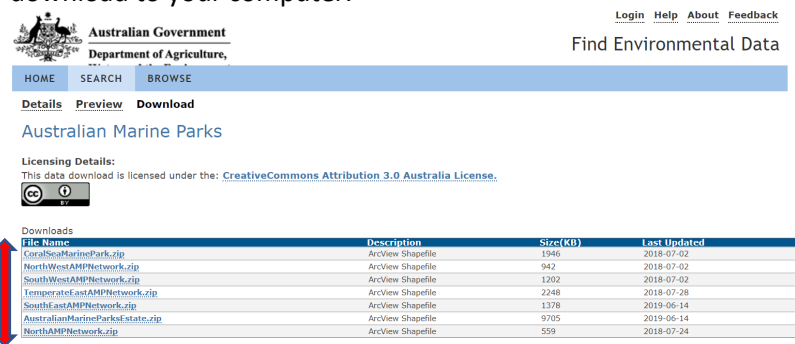 download to your computer.
Login Help About Feedback
Australian Government
Department of Agriculture,
Find Environmental Data
HOME SEARCH BROWSE
Details Preview Download
Australian Marine Parks
Licensing Details:
This data download is licensed under the: CreativeCommons Attribution 3.0 Australia License.
cc BY
Downloads
File Name Description Size(KB) Last Updated
CoralSeaMarinePark.zip ArcView Shapefile 1946 2018-07-02
NorthWestAMPNetwork.zip ArcView Shapefile 942 2018-07-02
SouthWestAMPNetwork.zip ArcView Shapefile 1202 2018-07-02
TemperateEastAMPNetwork.zip ArcView Shapefile 2248 2018-07-28
SouthEastAMPNetwork.zip ArcView Shapefile 1378 2019-06-14
AustralianMarineParksEstate.zip ArcView Shapefile 9705 2019-06-14
NorthAMPNetwork.zip ArcView Shapefile 559 2018-07-24